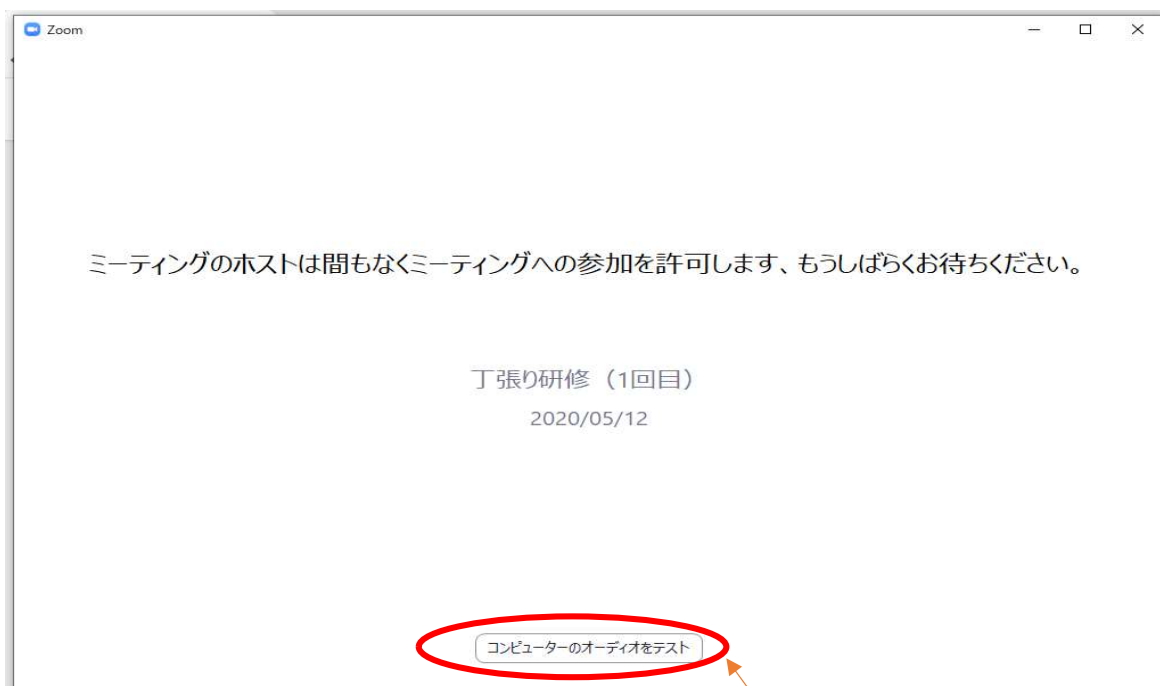 Zoom
ミーティングのホストは間もなくミーティングへの参加を許可します、もうしばらくお待ちください。
丁張り研修（1回目）
2020/05/12
コンピューターのオーディオをテスト